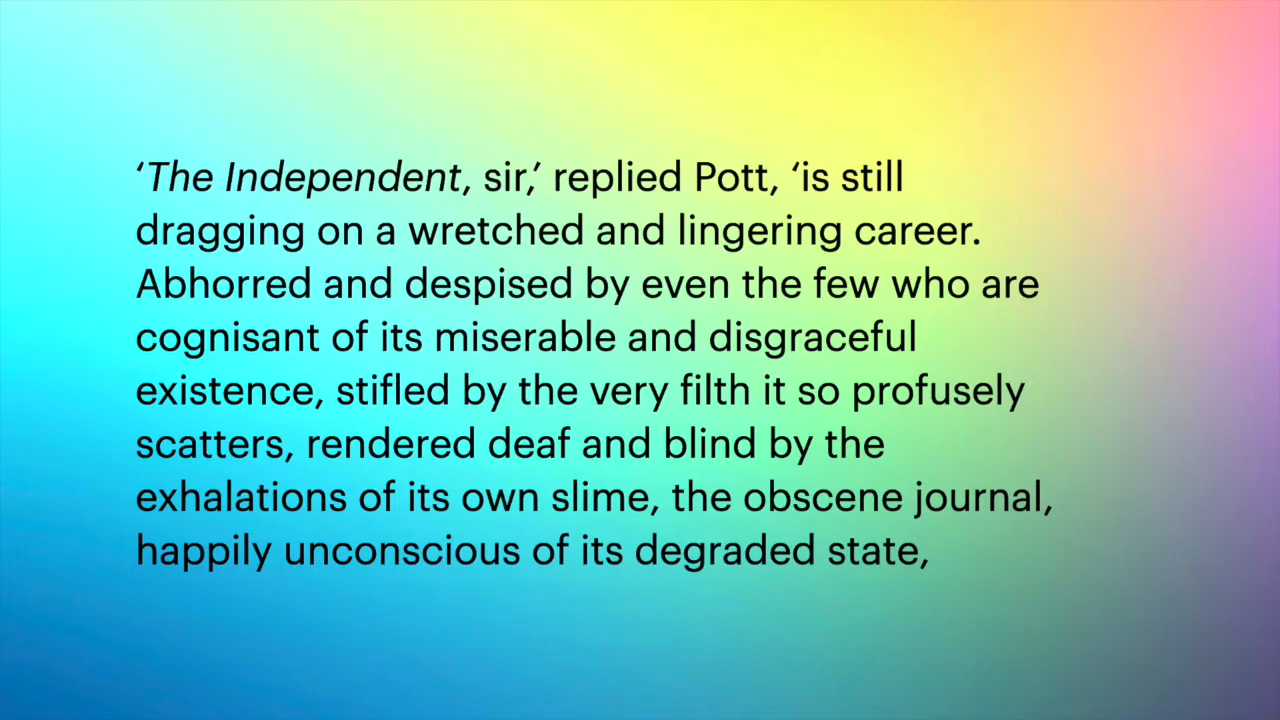 ‘The Independent, sir,’ replied Pott, ‘is still
dragging on a wretched and lingering career.
Abhorred and despised by even the few who are
cognisant of its miserable and disgraceful
existence, stifled by the very filth it so profusely
scatters, rendered deaf and blind by the
exhalations of its own slime, the obscene journal,
happily unconscious of its degraded state,